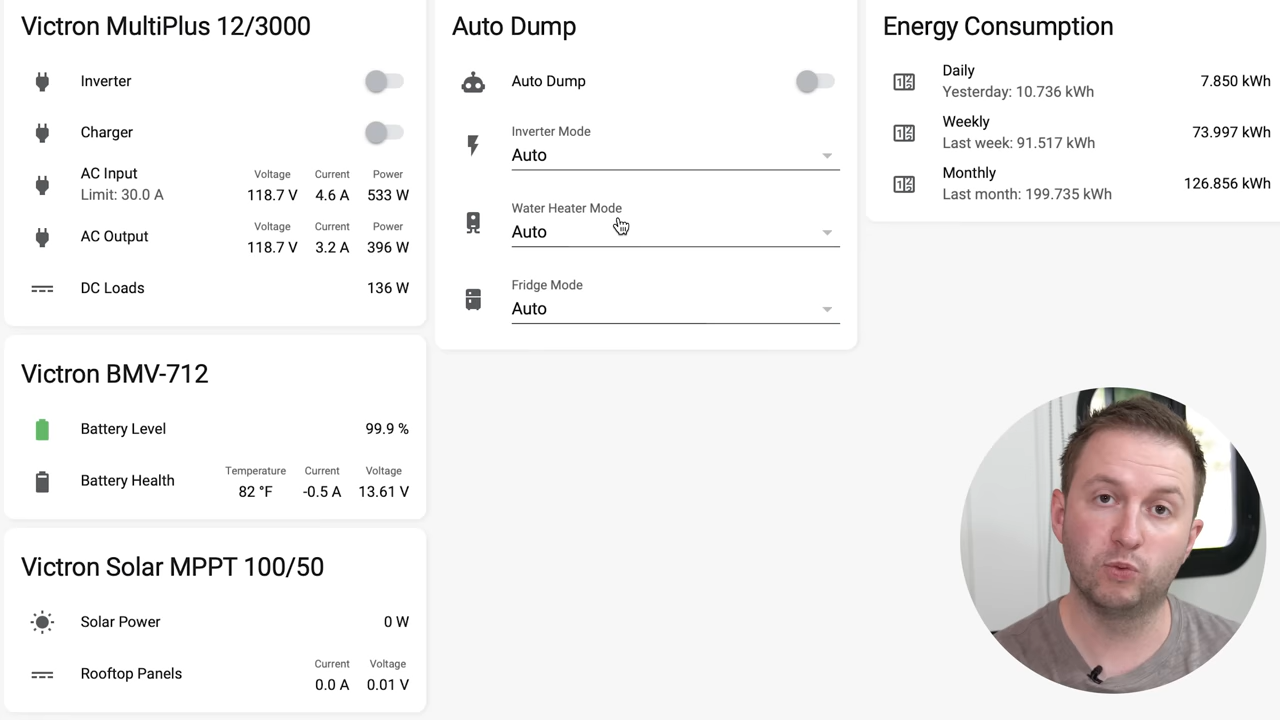 Victron MultiPlus 12/3000
Inverter
Charger
AC Input
Limit: 30.0 A
Voltage Current Power
118.7 V 4.6 A 533 W
AC Output
Voltage Current Power
118.7 V 3.2 A 396 W
DC Loads 136 W
Victron BMV-712
Battery Level 99.9 %
Battery Health
Temperature Current Voltage
82 °F -0.5 A 13.61 V
Victron Solar MPPT 100/50
Solar Power 0 W
Rooftop Panels
Current Voltage
0.0 A 0.01 V
Auto Dump
Auto Dump
Inverter Mode
Auto
Water Heater Mode
Auto
Fridge Mode
Auto
Energy Consumption
Daily
Yesterday: 10.736 kWh
7.850 kWh
Weekly
Last week: 91.517 kWh
73.997 kWh
Monthly
Last month: 199.735 kWh
126.856 kWh